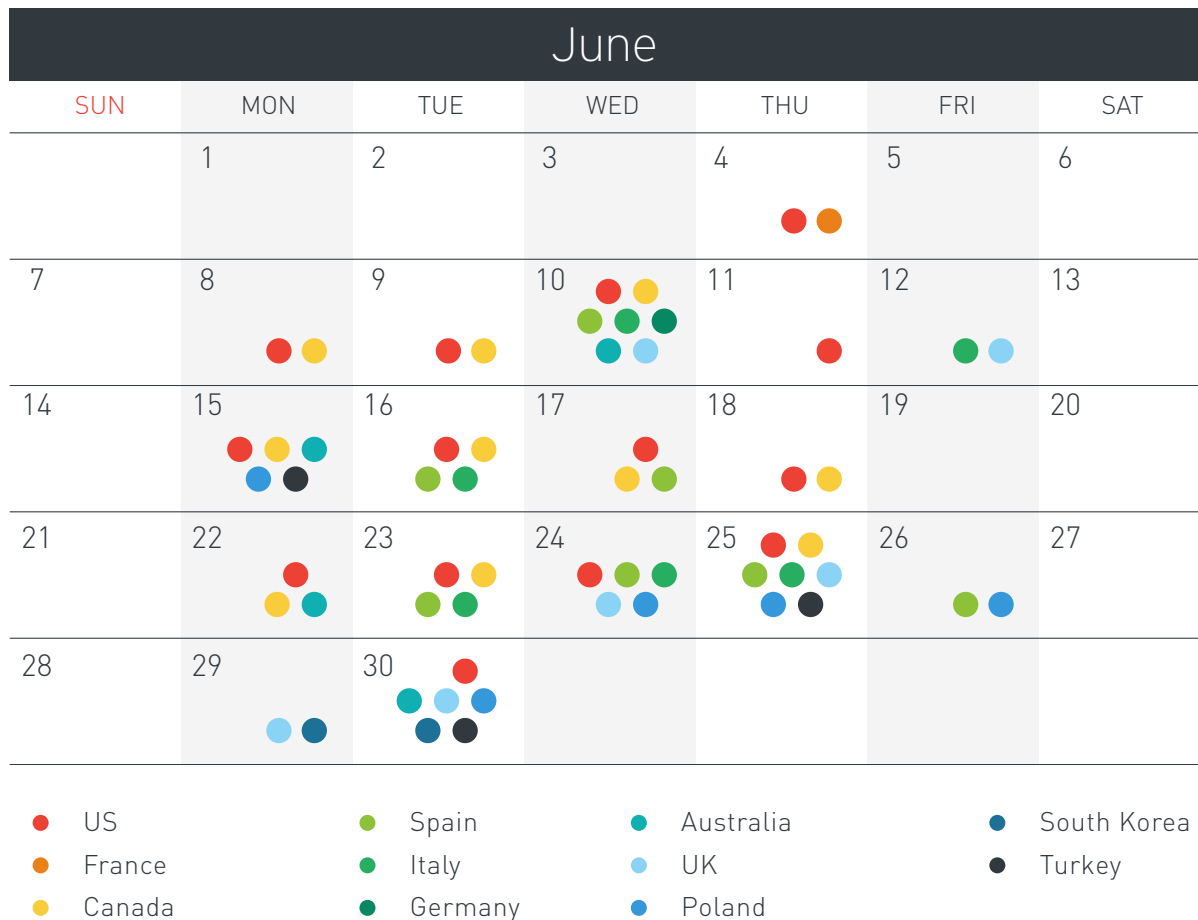 June
SUN MON TUE WED THU FRI SAT
1 2 3 4 5 6
7 8 9 10 11 12 13
14 15 16 17 18 19 20
21 22 23 24 25 26 27
28 29 30
US Spain Australia South Korea
France Italy UK Turkey
Canada Germany Poland